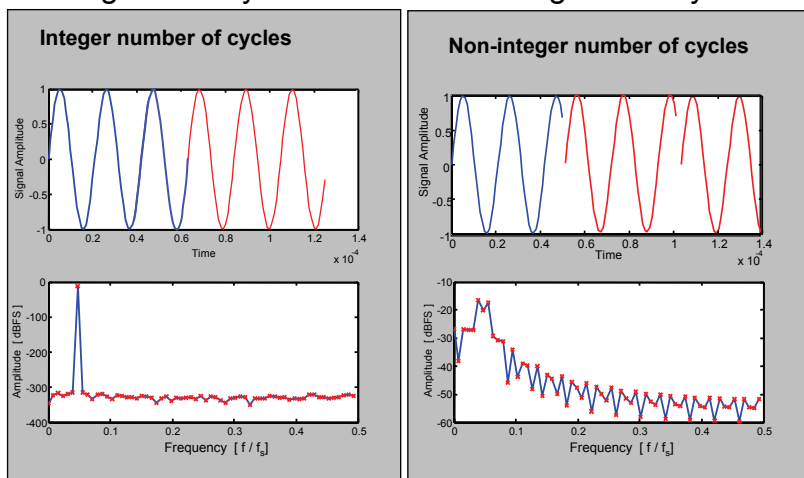 Integer number of cycles
Signal Amplitude
1
0.5
0
-0.5
-1
0 0.2 0.4 0.6 0.8 1 1.2 1.4
Time
x 10^-4
Amplitude [ dBFS ]
0
-100
-200
-300
-400
0 0.1 0.2 0.3 0.4 0.5
Frequency [ f / f_s]
Non-integer number of cycles
Signal Amplitude
1
0.5
0
-0.5
-1
0 0.2 0.4 0.6 0.8 1 1.2 1.4
Time
x 10^-4
Amplitude [ dBFS ]
-10
-20
-30
-40
-50
-60
0 0.1 0.2 0.3 0.4 0.5
Frequency [ f / f_s]